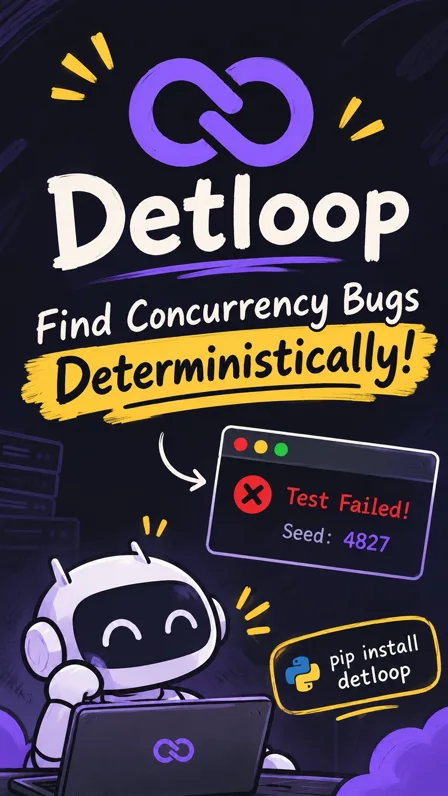 Detloop
Find Concurrency Bugs
Deterministically!
Test Failed!
Seed: 4827
pip install
detloop